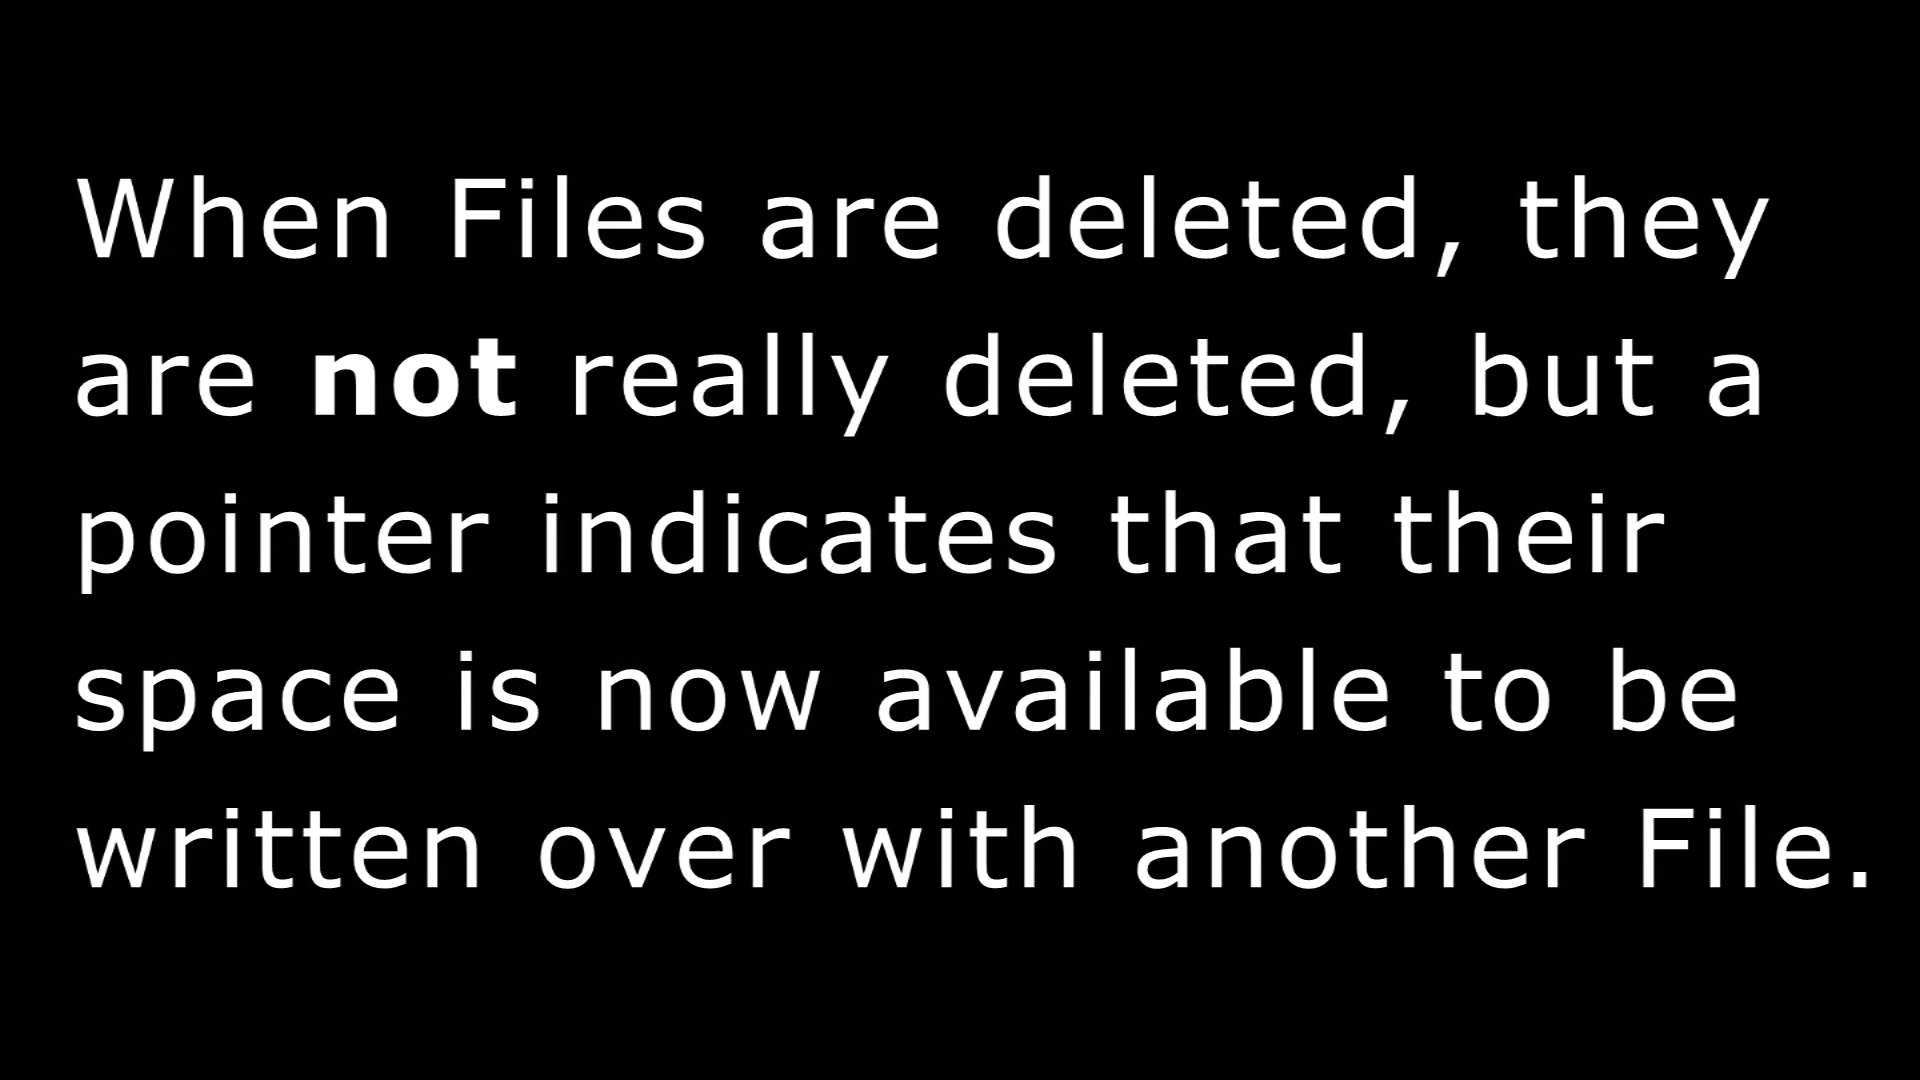 When Files are deleted, they
are not really deleted, but a
pointer indicates that their
space is now available to be
written over with another File.